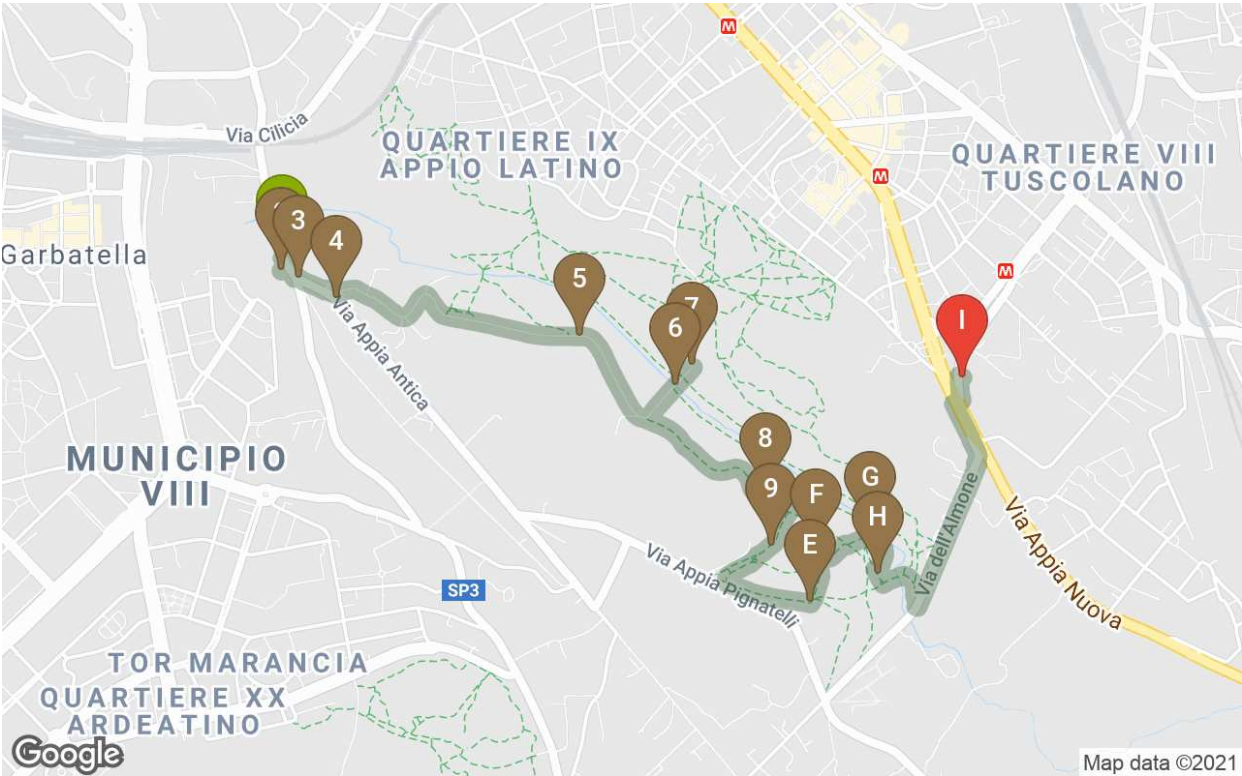 M
Via Cilicia
QUARTIERE IX
APPIO LATINO
QUARTIERE VIII
TUSCOLANO
M
3
4
Garbatella
5
M
7
6
I
Via Appia Antica
MUNICIPIO
VIII
8
9
F
G
H
E
Via dell'Almone
Via Appia Nuova
Via Appia Pignatelli
SP3
TOR MARANCIA
QUARTIERE XX
ARDEATINO
Google
Map data ©2021